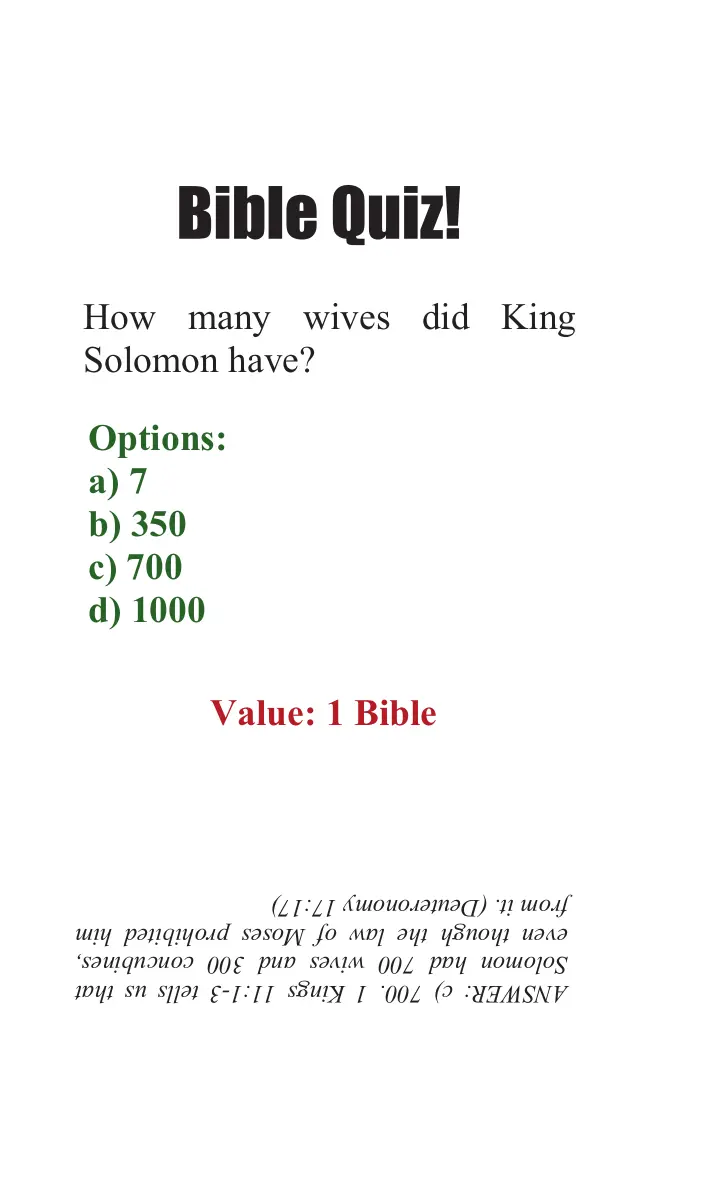 Bible Quiz!
How many wives did King
Solomon have?
Options:
a) 7
b) 350
c) 700
d) 1000
Value: 1 Bible
ANSWER: c) 700. 1 Kings 11:1-3 tells us that
Solomon had 700 wives and 300 concubines,
even though the law of Moses prohibited him
from it. (Deuteronomy 17:17)